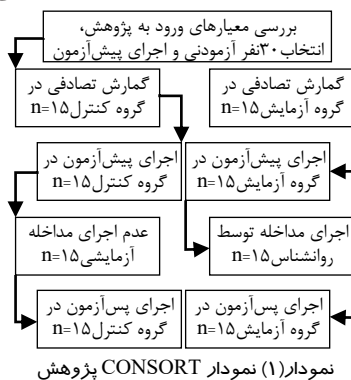 بررسی معیارهای ورود به پژوهش،
انتخاب۳۰نفر آزمودنی و اجرای پیش‌آزمون
گمارش تصادفی در
گروه آزمایش۱۵=n
گمارش تصادفی در
گروه کنترل۱۵=n
اجرای پیش‌آزمون در
گروه آزمایش۱۵=n
اجرای پیش‌آزمون در
گروه کنترل۱۵=n
اجرای مداخله توسط
روانشناس۱۵=n
عدم اجرای مداخله
آزمایشی۱۵=n
اجرای پس‌آزمون در
گروه آزمایش۱۵=n
اجرای پس‌آزمون در
گروه کنترل۱۵=n
نمودار(۱) نمودار CONSORT پژوهش